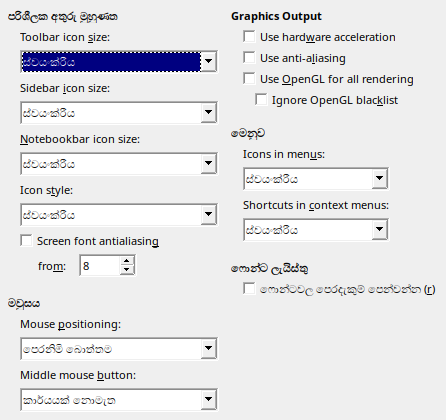 පරිශීලක අතුරු මුහුණත
Toolbar icon size:
ස්වයංක්රීය
Sidebar icon size:
ස්වයංක්රීය
Notebookbar icon size:
ස්වයංක්රීය
Icon style:
ස්වයංක්රීය
Screen font antialiasing
from: 8
මවුසය
Mouse positioning:
පෙරනිමි බොත්තම
Middle mouse button:
කාර්යයක් නොමැත
Graphics Output
Use hardware acceleration
Use anti-aliasing
Use OpenGL for all rendering
Ignore OpenGL blacklist
මෙනුව
Icons in menus:
ස්වයංක්රීය
Shortcuts in context menus:
ස්වයංක්රීය
ෆොන්ට ලැයිස්තු
ෆොන්ටවල පෙරදැකුම් පෙන්වන්න (r)